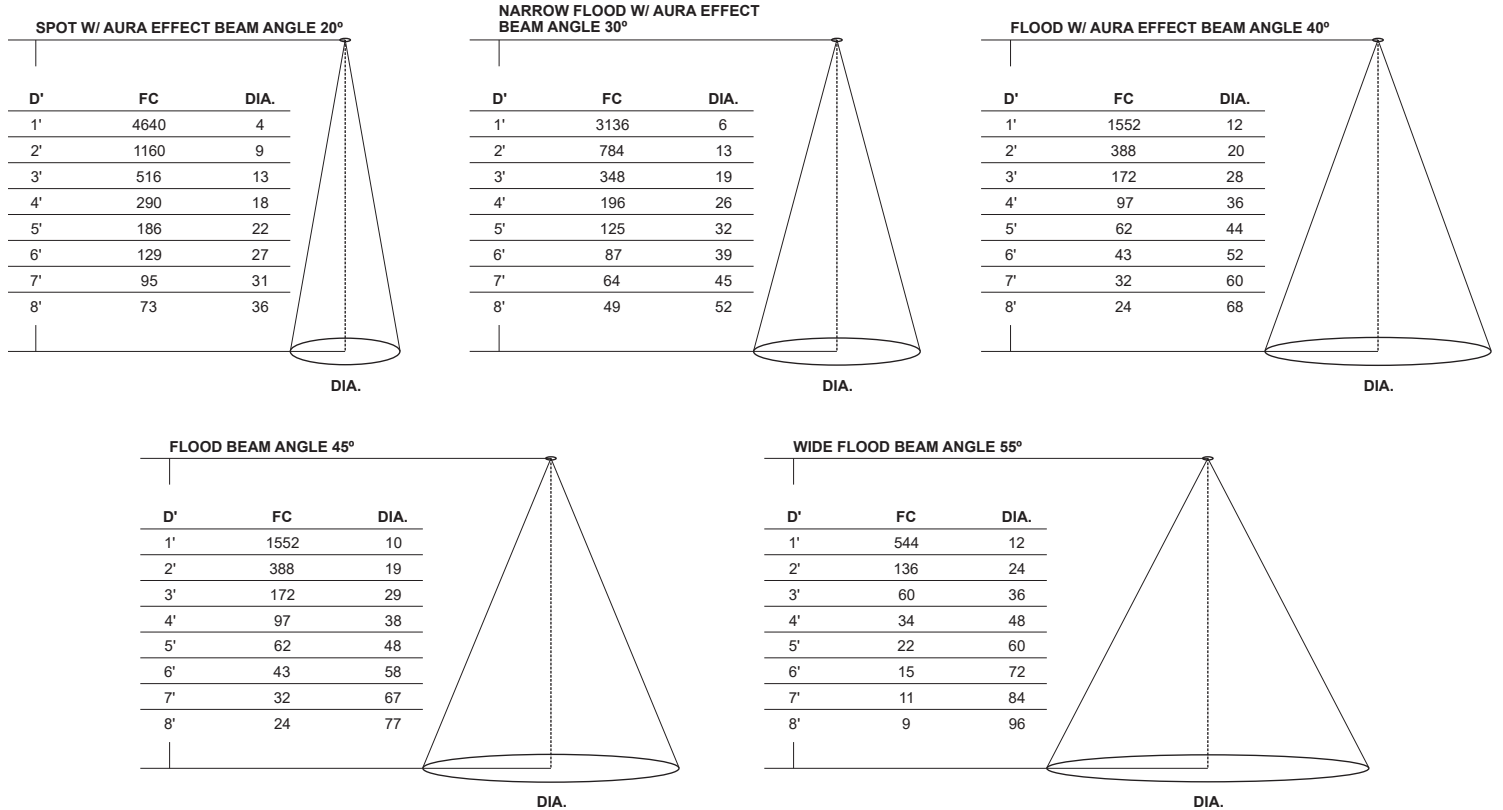 SPOT W/ AURA EFFECT BEAM ANGLE 20º
D' FC DIA.
1' 4640 4
2' 1160 9
3' 516 13
4' 290 18
5' 186 22
6' 129 27
7' 95 31
8' 73 36
DIA.
NARROW FLOOD W/ AURA EFFECT
BEAM ANGLE 30º
D' FC DIA.
1' 3136 6
2' 784 13
3' 348 19
4' 196 26
5' 125 32
6' 87 39
7' 64 45
8' 49 52
DIA.
FLOOD W/ AURA EFFECT BEAM ANGLE 40º
D' FC DIA.
1' 1552 12
2' 388 20
3' 172 28
4' 97 36
5' 62 44
6' 43 52
7' 32 60
8' 24 68
DIA.
FLOOD BEAM ANGLE 45º
D' FC DIA.
1' 1552 10
2' 388 19
3' 172 29
4' 97 38
5' 62 48
6' 43 58
7' 32 67
8' 24 77
DIA.
WIDE FLOOD BEAM ANGLE 55º
D' FC DIA.
1' 544 12
2' 136 24
3' 60 36
4' 34 48
5' 22 60
6' 15 72
7' 11 84
8' 9 96
DIA.